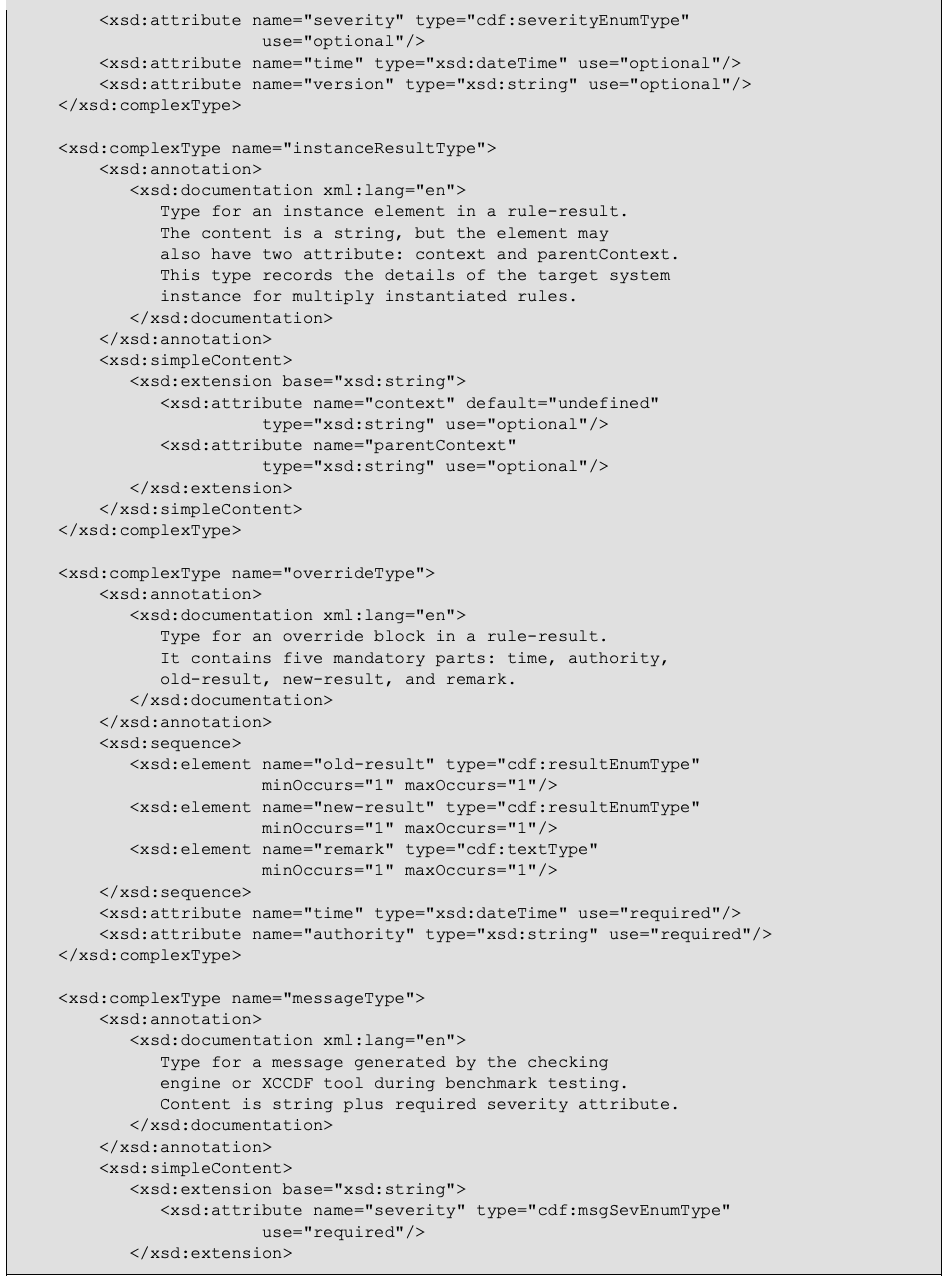 <xsd:attribute name="severity" type="cdf:severityEnumType"
use="optional"/>
<xsd:attribute name="time" type="xsd:dateTime" use="optional"/>
<xsd:attribute name="version" type="xsd:string" use="optional"/>
</xsd:complexType>
<xsd:complexType name="instanceResultType">
<xsd:annotation>
<xsd:documentation xml:lang="en">
Type for an instance element in a rule-result.
The content is a string, but the element may
also have two attribute: context and parentContext.
This type records the details of the target system
instance for multiply instantiated rules.
</xsd:documentation>
</xsd:annotation>
<xsd:simpleContent>
<xsd:extension base="xsd:string">
<xsd:attribute name="context" default="undefined"
type="xsd:string" use="optional"/>
<xsd:attribute name="parentContext"
type="xsd:string" use="optional"/>
</xsd:extension>
</xsd:simpleContent>
</xsd:complexType>
<xsd:complexType name="overrideType">
<xsd:annotation>
<xsd:documentation xml:lang="en">
Type for an override block in a rule-result.
It contains five mandatory parts: time, authority,
old-result, new-result, and remark.
</xsd:documentation>
</xsd:annotation>
<xsd:sequence>
<xsd:element name="old-result" type="cdf:resultEnumType"
minOccurs="1" maxOccurs="1"/>
<xsd:element name="new-result" type="cdf:resultEnumType"
minOccurs="1" maxOccurs="1"/>
<xsd:element name="remark" type="cdf:textType"
minOccurs="1" maxOccurs="1"/>
</xsd:sequence>
<xsd:attribute name="time" type="xsd:dateTime" use="required"/>
<xsd:attribute name="authority" type="xsd:string" use="required"/>
</xsd:complexType>
<xsd:complexType name="messageType">
<xsd:annotation>
<xsd:documentation xml:lang="en">
Type for a message generated by the checking
engine or XCCDF tool during benchmark testing.
Content is string plus required severity attribute.
</xsd:documentation>
</xsd:annotation>
<xsd:simpleContent>
<xsd:extension base="xsd:string">
<xsd:attribute name="severity" type="cdf:msgSevEnumType"
use="required"/>
</xsd:extension>